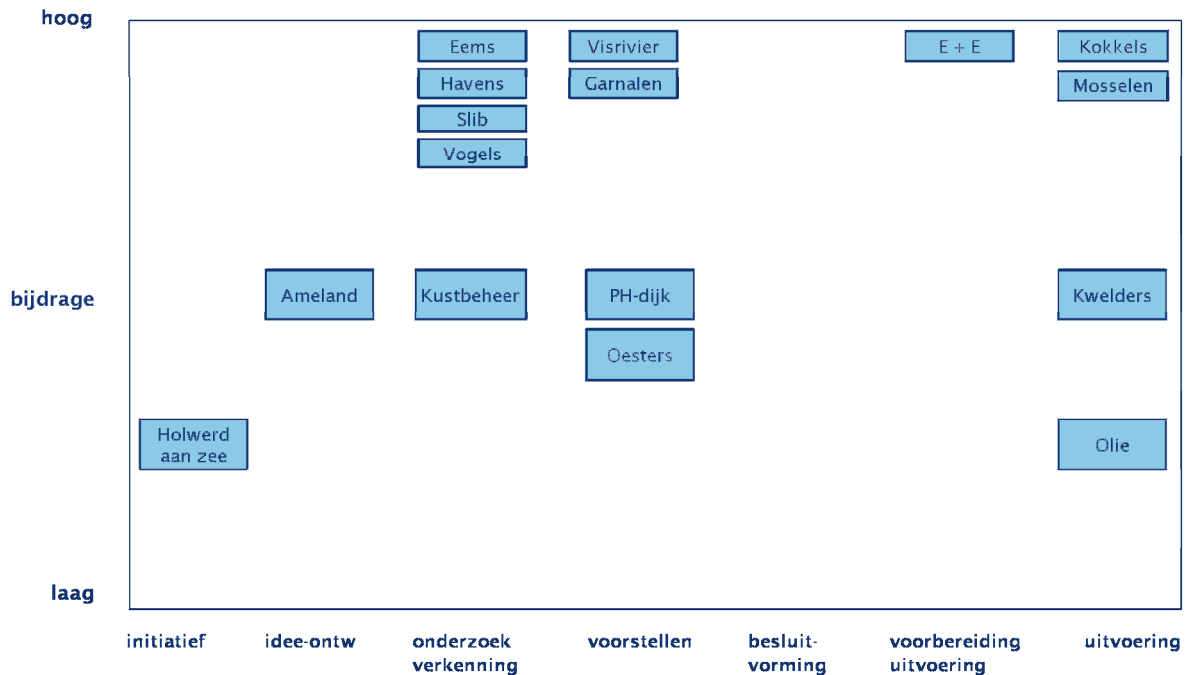 hoog
Eems
Visrivier
E + E
Kokkels
Havens
Garnalen
Mosselen
Slib
Vogels
bijdrage
Ameland
Kustbeheer
PH-dijk
Kwelders
Oesters
Holwerd
aan zee
Olie
laag
initiatief
idee-ontw
onderzoek
verkenning
voorstellen
besluit-
vorming
voorbereiding
uitvoering
uitvoering